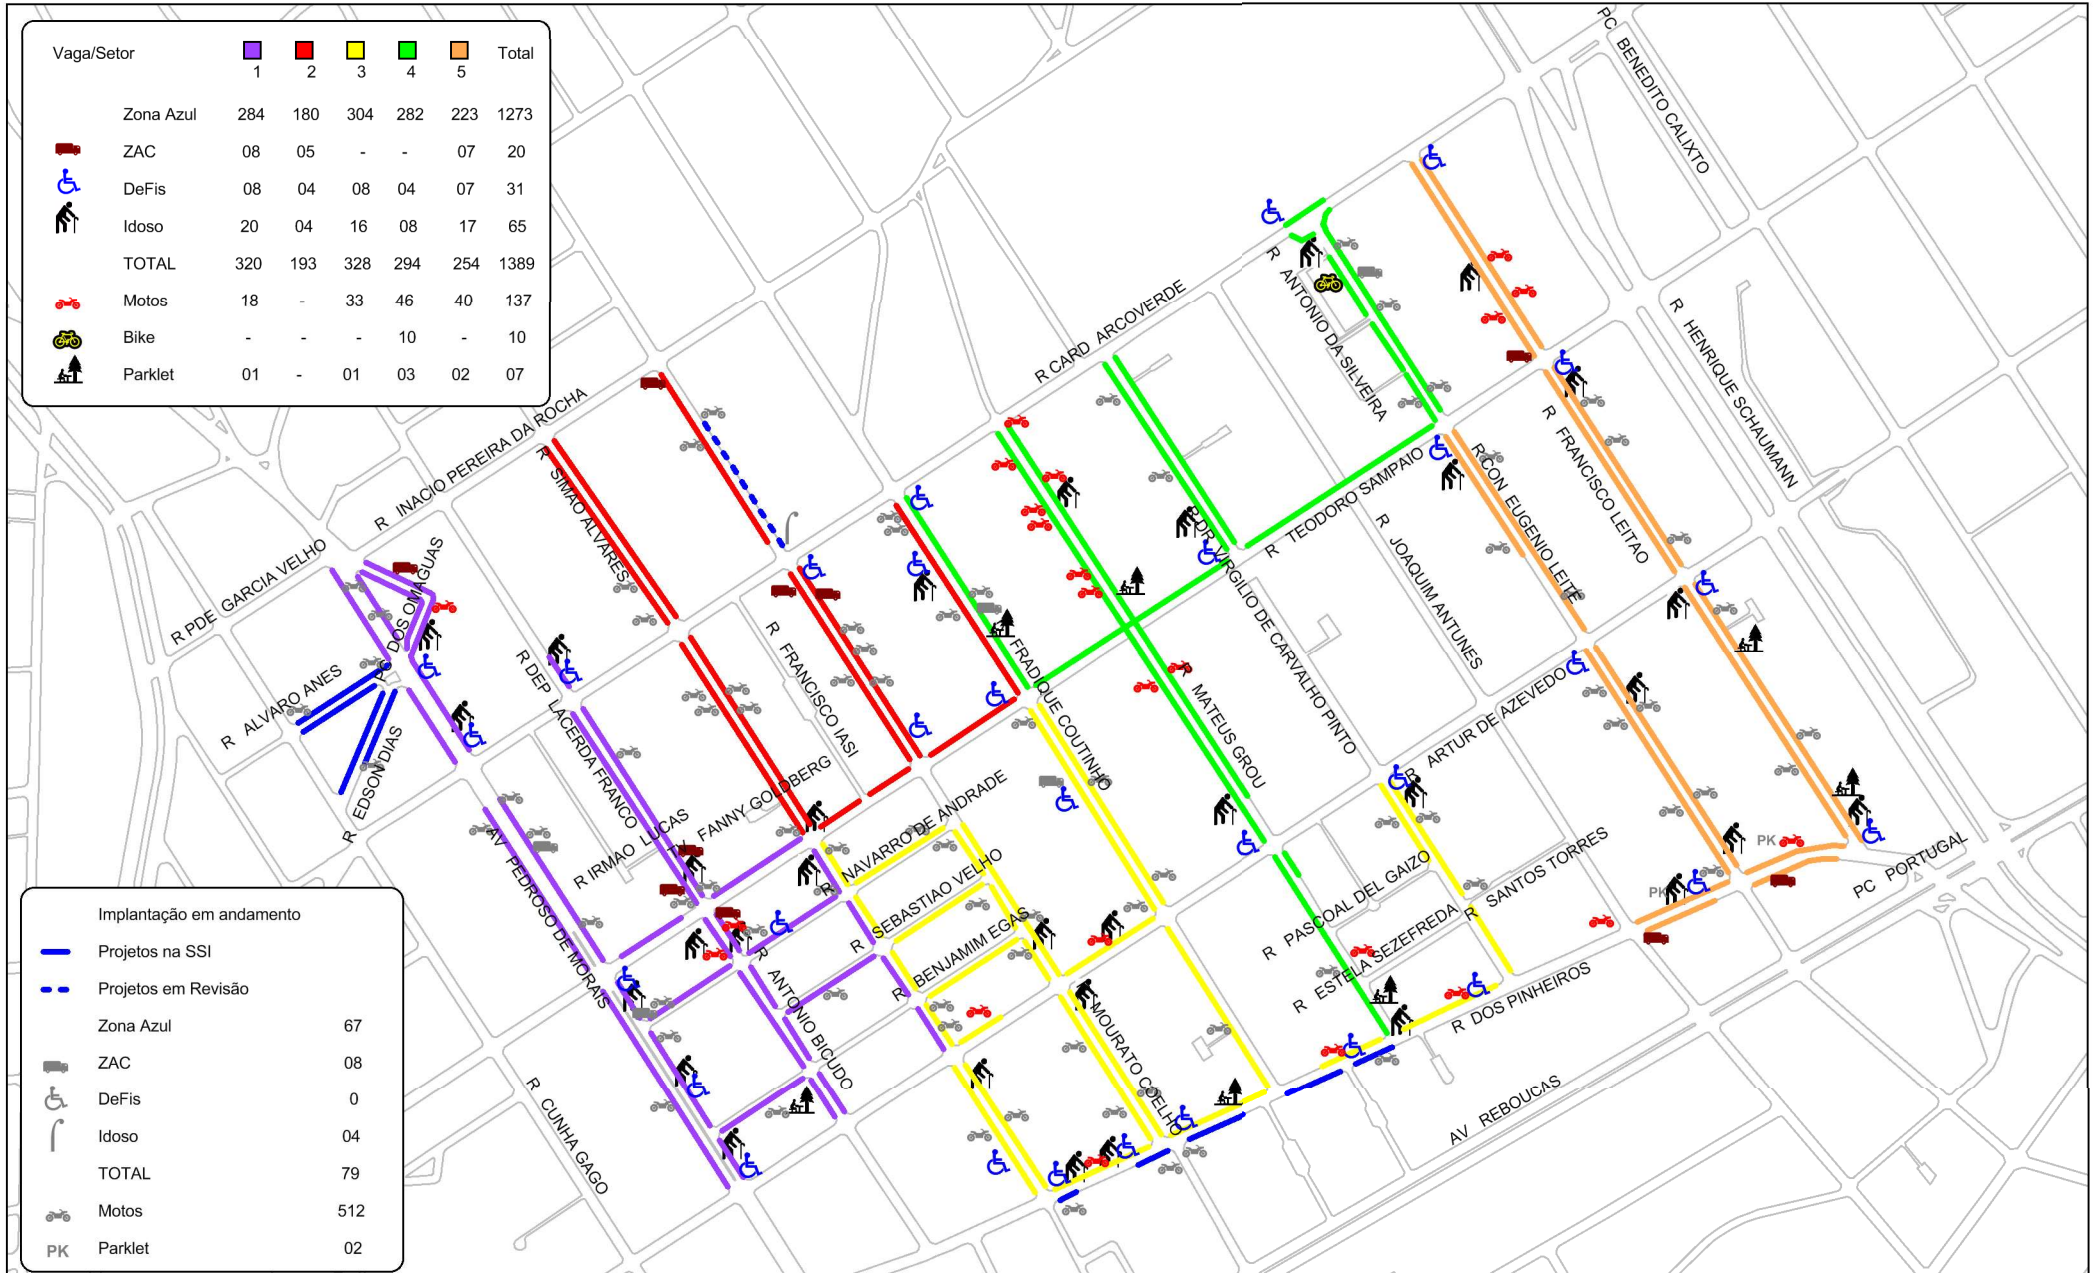 Vaga/Setor 1 2 3 4 5 Total
Zona Azul 284 180 304 282 223 1273
ZAC 08 05 - - 07 20
DeFis 08 04 08 04 07 31
Idoso 20 04 16 08 17 65
TOTAL 320 193 328 294 254 1389
Motos 18 - 33 46 40 137
Bike - - - 10 - 10
Parklet 01 - 01 03 02 07
PC BENEDITO CALIXTO
R HENRIQUE SCHAUMANN
R ANTONIO DA SILVEIRA
R CARD ARCOVERDE
R INACIO PEREIRA DA ROCHA
R SIMAO ALVARES
R PDE GARCIA VELHO
PC DOS OMAGUAS
R ALVARO ANES
R EDSON DIAS
R DEP LACERDA FRANCO
R FRANCISCO IASI
FRADIQUE COUTINHO
R MATEUS GROU
R DR VIRGILIO DE CARVALHO PINTO
R TEODORO SAMPAIO
R JOAQUIM ANTUNES
R CON EUGENIO LEITE
R FRANCISCO LEITAO
R ARTUR DE AZEVEDO
AV PEDROSO DE MORAIS
R IRMAO LUCAS
TV FANNY GOLDBERG
R NAVARRO DE ANDRADE
R SEBASTIAO VELHO
R BENJAMIM EGAS
R ANTONIO BICUDO
R MOURATO COELHO
R CUNHA GAGO
R PASCOAL DEL GAIZO
R SANTOS TORRES
R ESTELA SEZEFREDA
R DOS PINHEIROS
AV REBOUCAS
PC PORTUGAL
PK
PK
Implantação em andamento
Projetos na SSI
Projetos em Revisão
Zona Azul 67
ZAC 08
DeFis 0
Idoso 04
TOTAL 79
Motos 512
PK Parklet 02